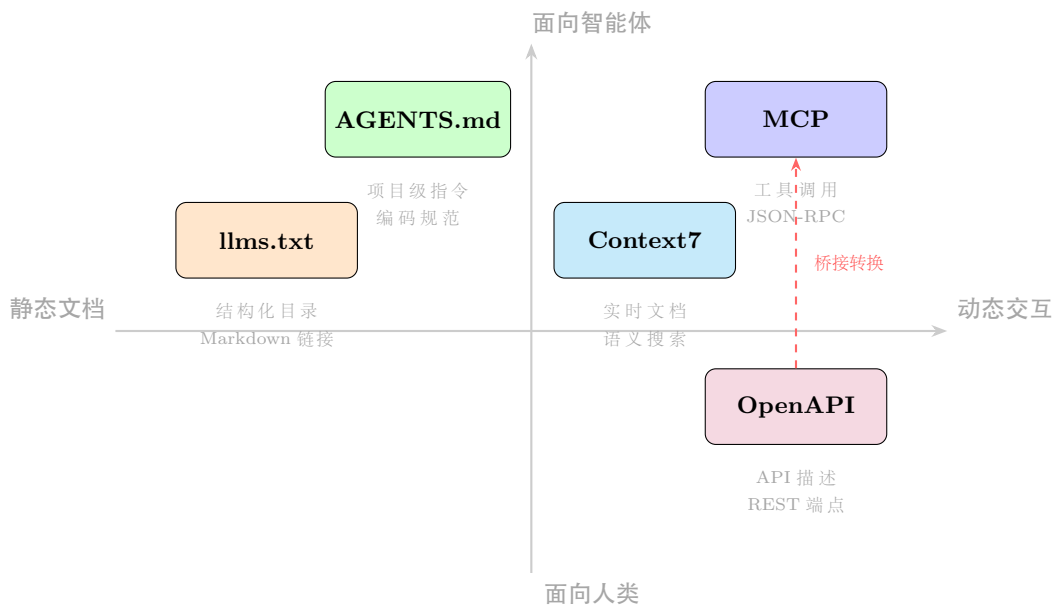 面向智能体
AGENTS.md
MCP
项目级指令
编码规范
工具调用
JSON-RPC
llms.txt
Context7
桥接转换
静态文档
结构化目录
Markdown 链接
实时文档
语义搜索
动态交互
OpenAPI
API 描述
REST 端点
面向人类